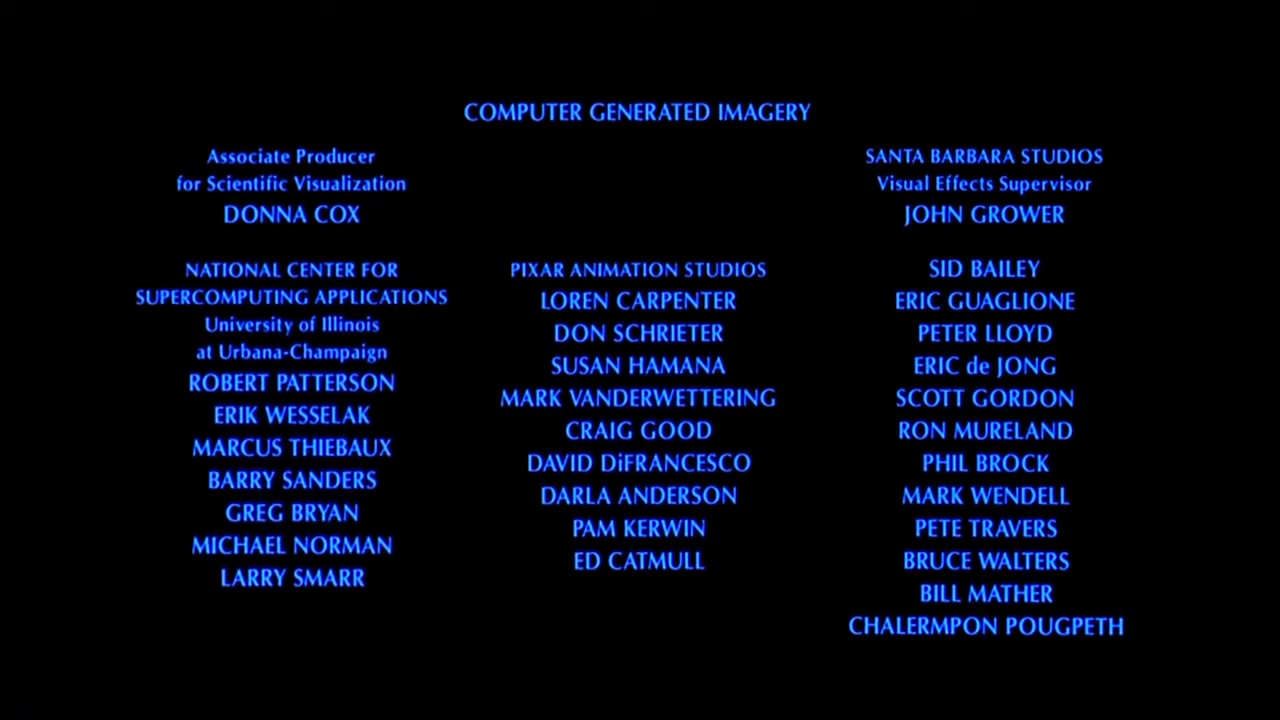 COMPUTER GENERATED IMAGERY
Associate Producer
for Scientific Visualization
DONNA COX
NATIONAL CENTER FOR
SUPERCOMPUTING APPLICATIONS
University of Illinois
at Urbana-Champaign
ROBERT PATTERSON
ERIK WESSELAK
MARCUS THIEBAUX
BARRY SANDERS
GREG BRYAN
MICHAEL NORMAN
LARRY SMARR
PIXAR ANIMATION STUDIOS
LOREN CARPENTER
DON SCHRIETER
SUSAN HAMANA
MARK VANDERWETTERING
CRAIG GOOD
DAVID DiFRANCESCO
DARLA ANDERSON
PAM KERWIN
ED CATMULL
SANTA BARBARA STUDIOS
Visual Effects Supervisor
JOHN GROWER
SID BAILEY
ERIC GUAGLIONE
PETER LLOYD
ERIC de JONG
SCOTT GORDON
RON MURELAND
PHIL BROCK
MARK WENDELL
PETE TRAVERS
BRUCE WALTERS
BILL MATHER
CHALERMPON POUGPETH